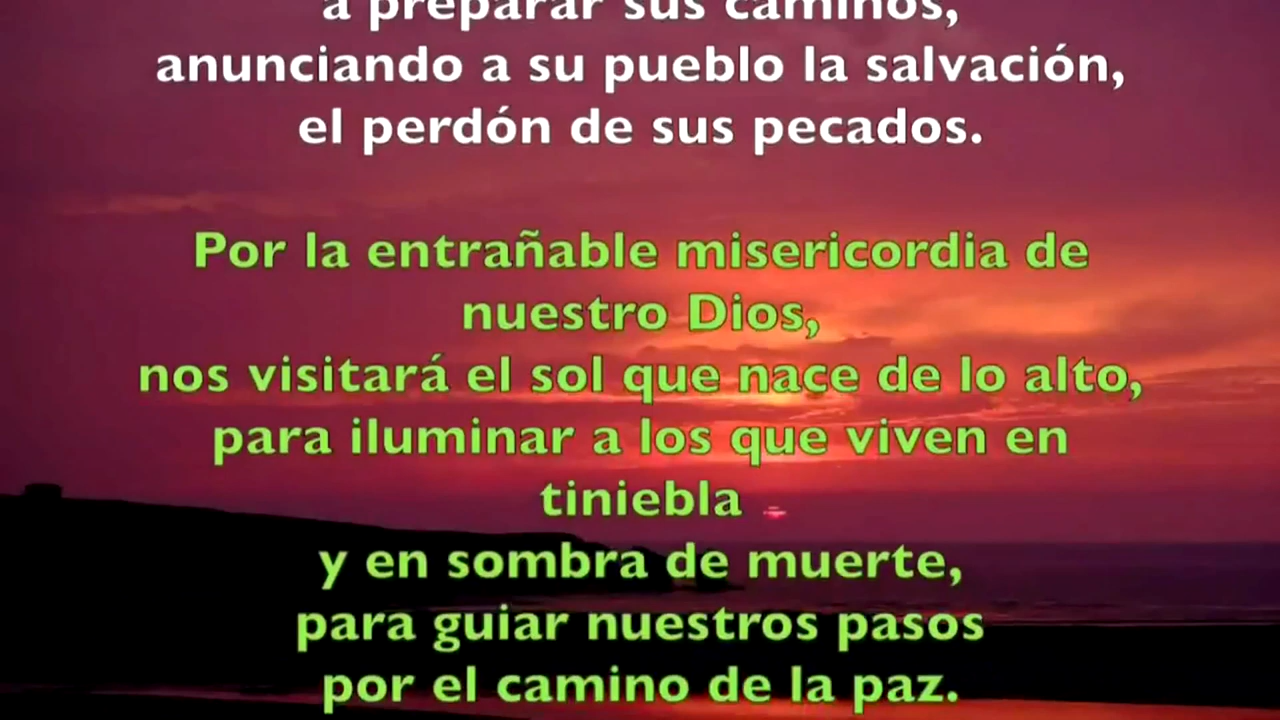 a preparar sus caminos,
anunciando a su pueblo la salvación,
el perdón de sus pecados.
Por la entrañable misericordia de
nuestro Dios,
nos visitará el sol que nace de lo alto,
para iluminar a los que viven en
tiniebla
y en sombra de muerte,
para guiar nuestros pasos
por el camino de la paz.